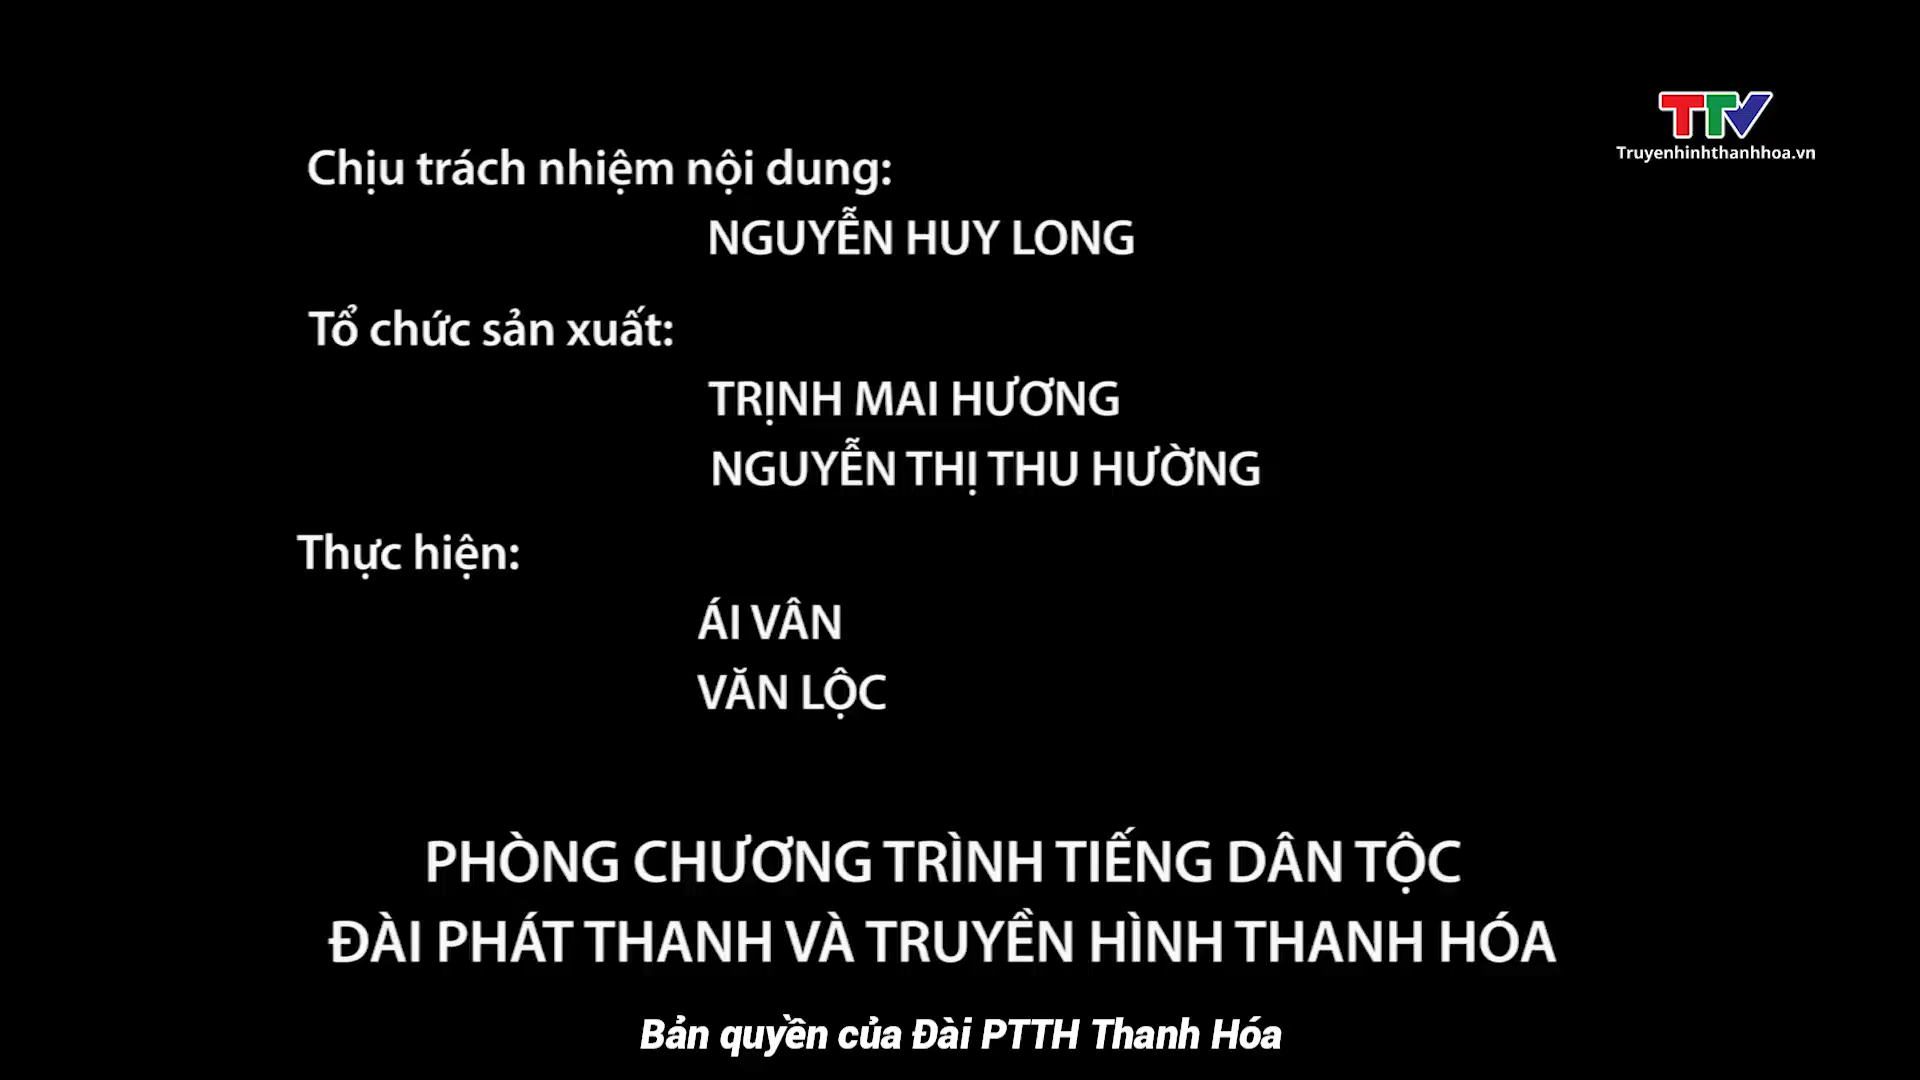 TTV
Truyenhinhthanhhoa.vn
Chịu trách nhiệm nội dung:
NGUYỄN HUY LONG
Tổ chức sản xuất:
TRỊNH MAI HƯƠNG
NGUYỄN THỊ THU HƯỜNG
Thực hiện:
ÁI VÂN
VĂN LỘC
PHÒNG CHƯƠNG TRÌNH TIẾNG DÂN TỘC
ĐÀI PHÁT THANH VÀ TRUYỀN HÌNH THANH HÓA
Bản quyền của Đài PTTH Thanh Hóa